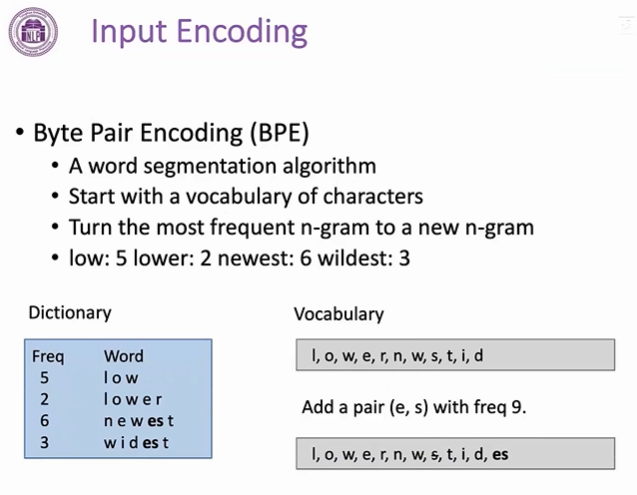 NLP
Input Encoding
• Byte Pair Encoding (BPE)
• A word segmentation algorithm
• Start with a vocabulary of characters
• Turn the most frequent n-gram to a new n-gram
• low: 5 lower: 2 newest: 6 wildest: 3
Dictionary
Freq Word
5 l o w
2 l o w e r
6 n e w es t
3 w i d es t
Vocabulary
l, o, w, e, r, n, w, s, t, i, d
Add a pair (e, s) with freq 9.
l, o, w, e, r, n, w, s, t, i, d, es